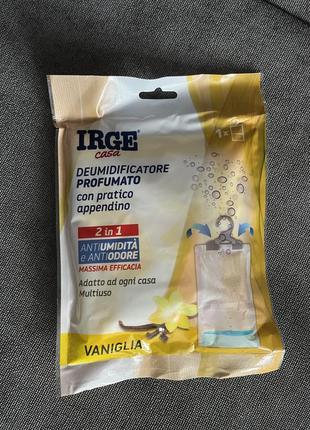 IRGE
casa
1x
DEUMIDIFICATORE
PROFUMATO
con pratico
appendino
2 in 1
ANTIUMIDITÀ
e ANTIODORE
MASSIMA EFFICACIA
Adatto ad ogni casa
Multiuso
VANIGLIA